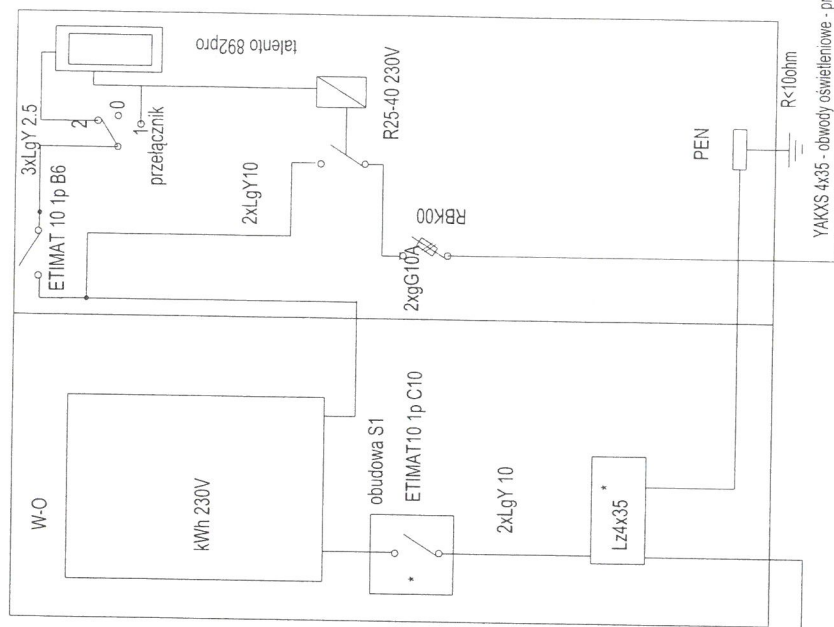 W-O
kWh 230V
obudowa S1
ETIMAT10 1p C10
*
2xLgY 10
Lz4x35
*
ETIMAT 10 1p B6
3xLgY 2.5
2
0
1
przełącznik
talento 892pro
2xLgY10
R25-40 230V
2xgG10A
RBK00
PEN
R<10ohm
YAKXS 4x35 - obwody oświetleniowe -